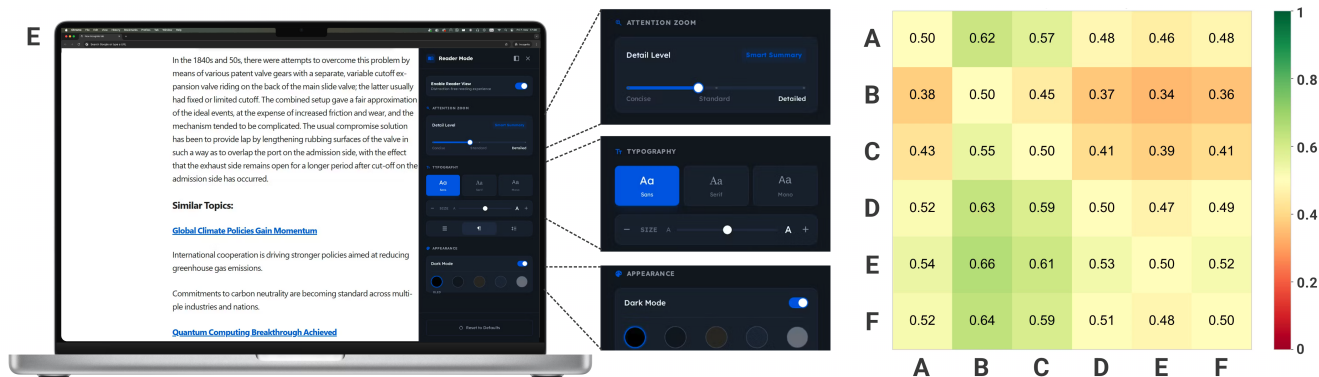 E
In the 1840s and 50s, there were attempts to overcome this problem by
means of various patent valve gears with a separate, variable cutoff ex-
pansion valve riding on the back of the main slide valve; the latter usually
had fixed or limited cutoff. The combined setup gave a fair approximation
of the ideal events, at the expense of increased friction and wear, and the
mechanism tended to be complicated. The usual compromise solution
has been to provide lap by lengthening rubbing surfaces of the valve in
such a way as to overlap the port on the admission side, with the effect
that the exhaust side remains open for a longer period after cut-off on the
admission side has occurred.
Similar Topics:
Global Climate Policies Gain Momentum
International cooperation is driving stronger policies aimed at reducing
greenhouse gas emissions.
Commitments to carbon neutrality are becoming standard across multi-
ple industries and nations.
Quantum Computing Breakthrough Achieved
Reader Mode
Enable Reader View
Distraction-free reading experience
ATTENTION ZOOM
Detail Level Smart Summary
Concise Standard Detailed
TYPOGRAPHY
Aa Aa Aa
Sans Serif Mono
− SIZE A A +
APPEARANCE
Dark Mode
Reset to Defaults
ATTENTION ZOOM
Detail Level Smart Summary
Concise Standard Detailed
TYPOGRAPHY
Aa Aa Aa
Sans Serif Mono
− SIZE A A +
APPEARANCE
Dark Mode
A 0.50 0.62 0.57 0.48 0.46 0.48
B 0.38 0.50 0.45 0.37 0.34 0.36
C 0.43 0.55 0.50 0.41 0.39 0.41
D 0.52 0.63 0.59 0.50 0.47 0.49
E 0.54 0.66 0.61 0.53 0.50 0.52
F 0.52 0.64 0.59 0.51 0.48 0.50
A B C D E F
1
0.8
0.6
0.4
0.2
0